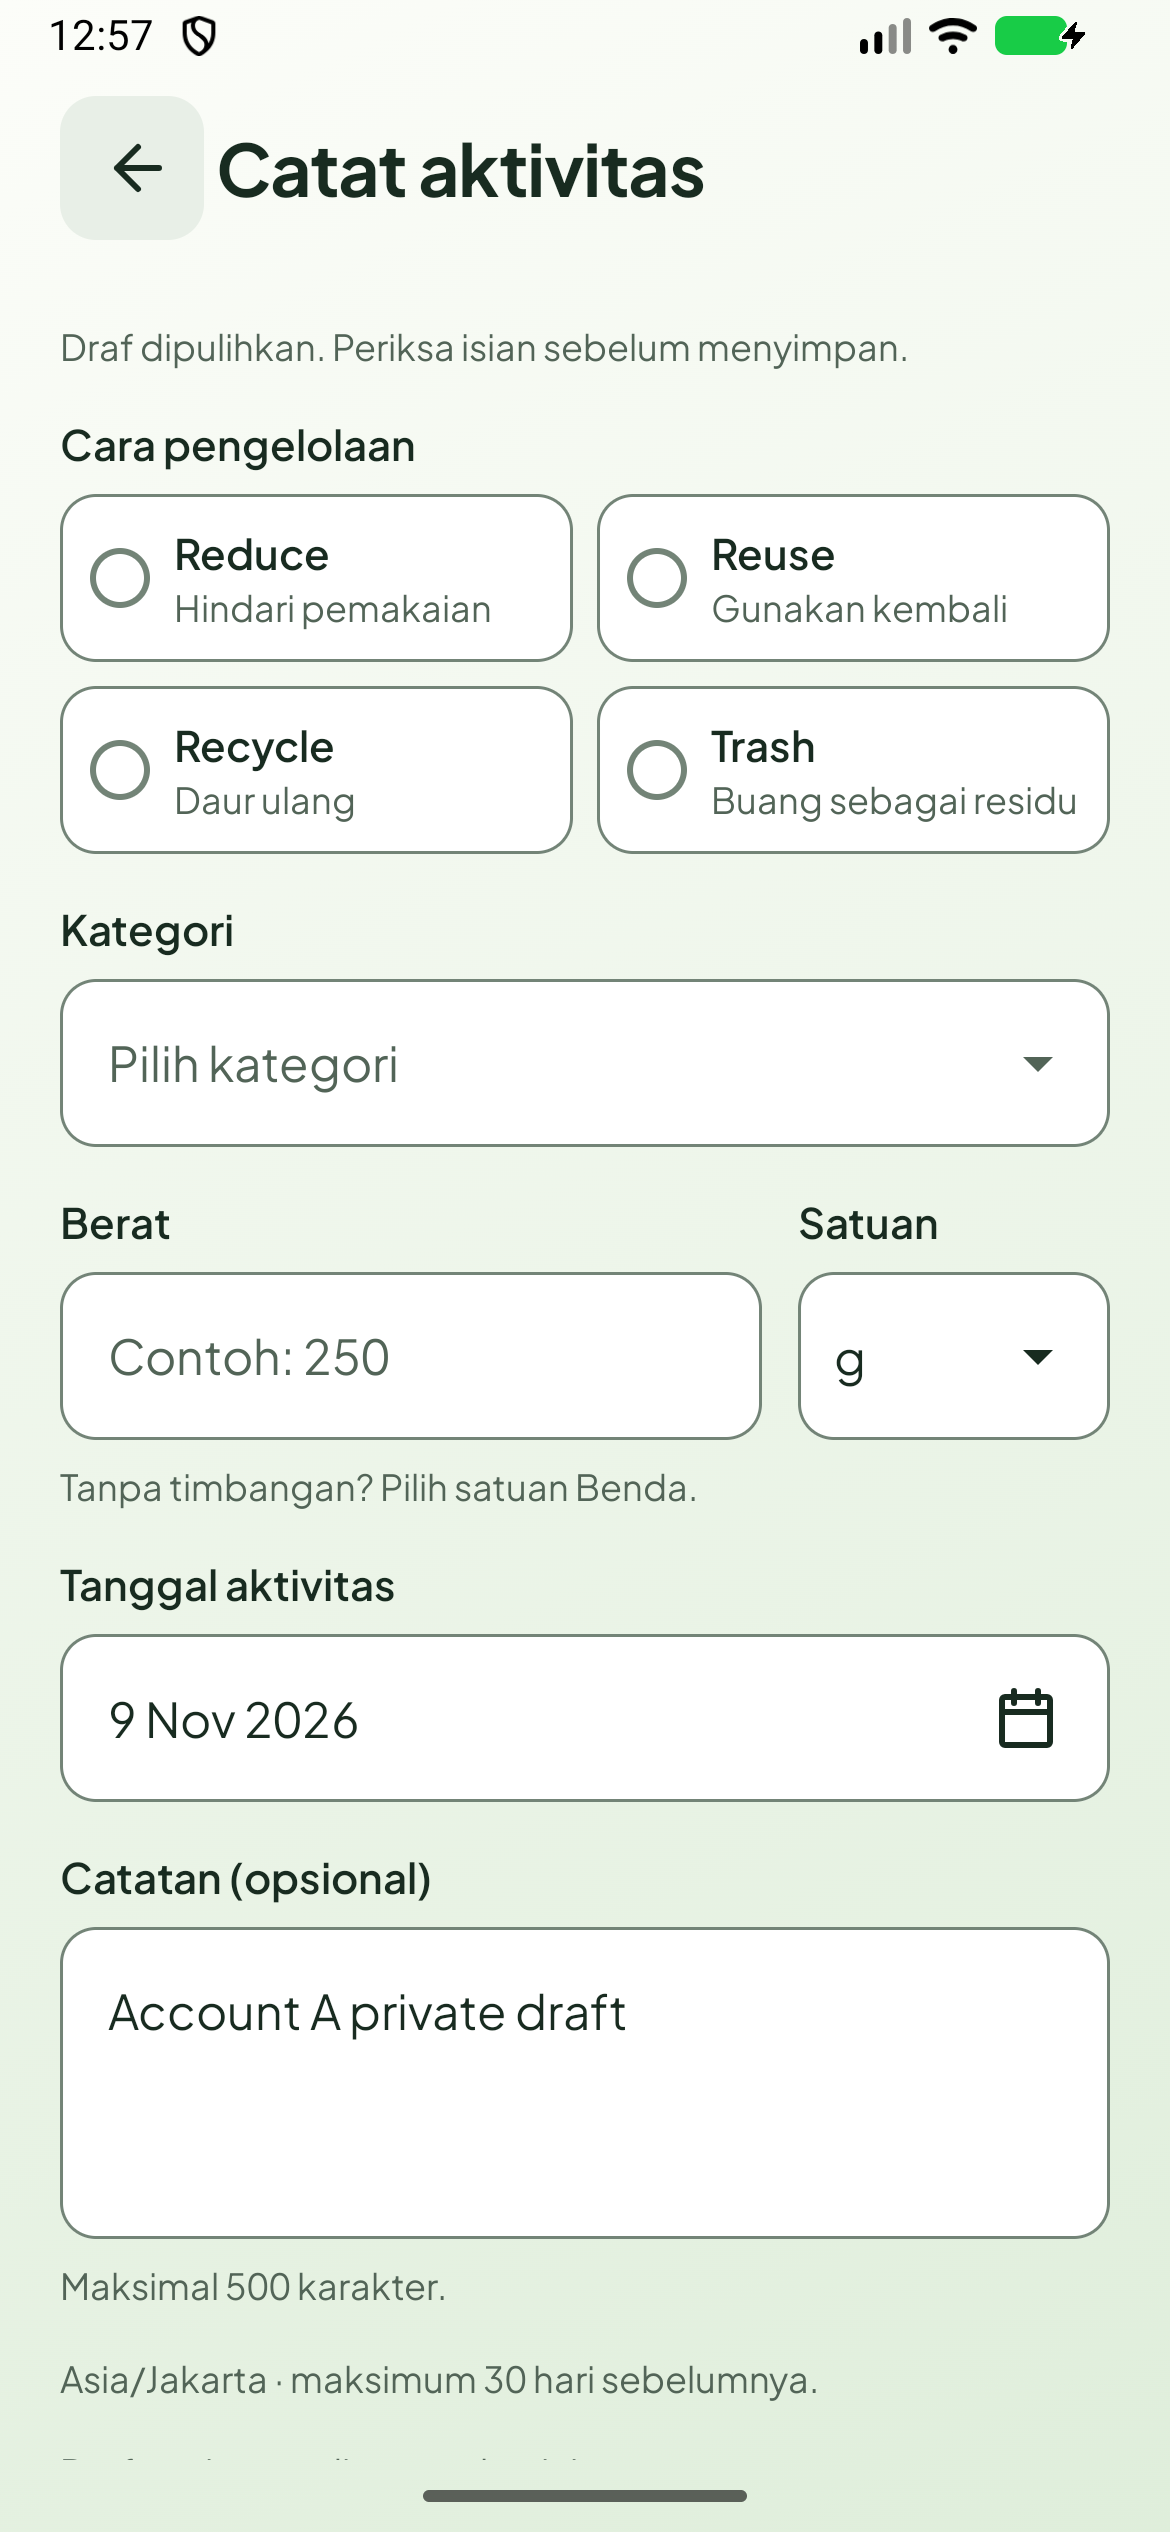 12:57
Catat aktivitas
Draf dipulihkan. Periksa isian sebelum menyimpan.
Cara pengelolaan
Reduce
Hindari pemakaian
Reuse
Gunakan kembali
Recycle
Daur ulang
Trash
Buang sebagai residu
Kategori
Pilih kategori
Berat
Satuan
Contoh: 250
g
Tanpa timbangan? Pilih satuan Benda.
Tanggal aktivitas
9 Nov 2026
Catatan (opsional)
Account A private draft
Maksimal 500 karakter.
Asia/Jakarta · maksimum 30 hari sebelumnya.